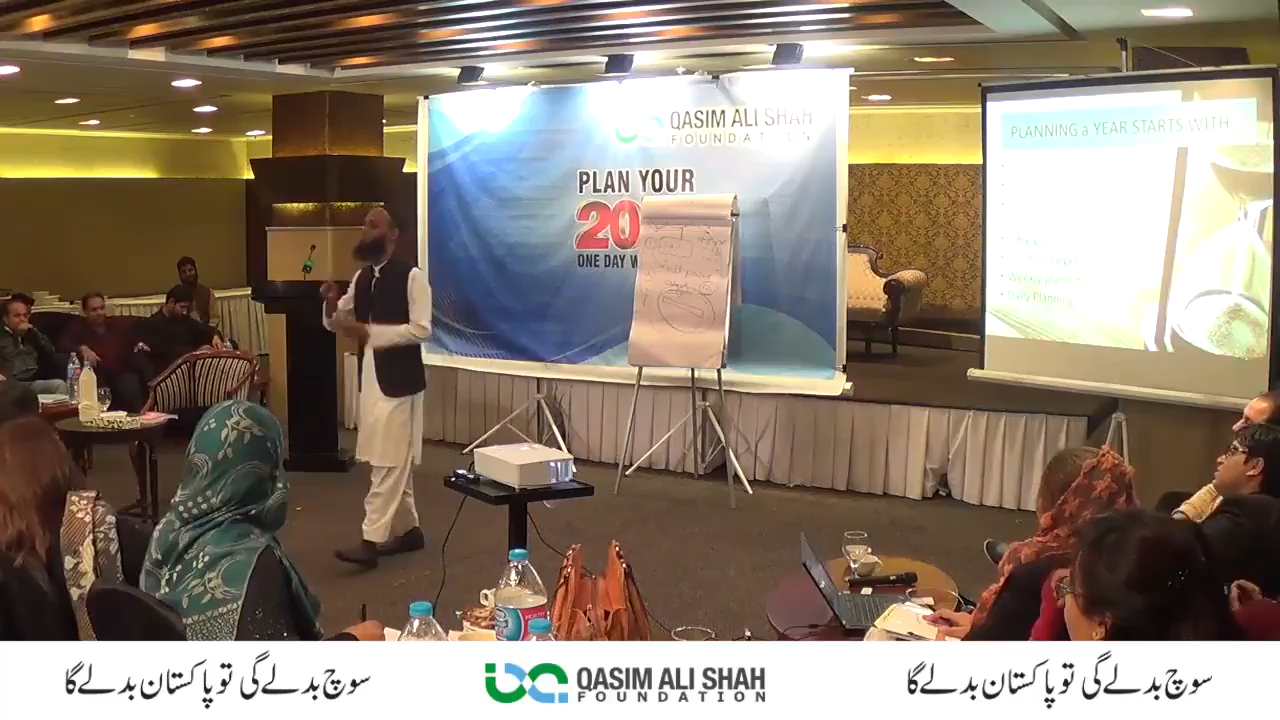 QASIM ALI SHAH
FOUNDATION
PLAN YOUR
20
ONE DAY W
PLANNING a YEAR STARTS WITH
Weekly planning
Daily Planning
سوچ بدلے گی تو پاکستان بدلے گا
QASIM ALI SHAH
FOUNDATION
سوچ بدلے گی تو پاکستان بدلے گا